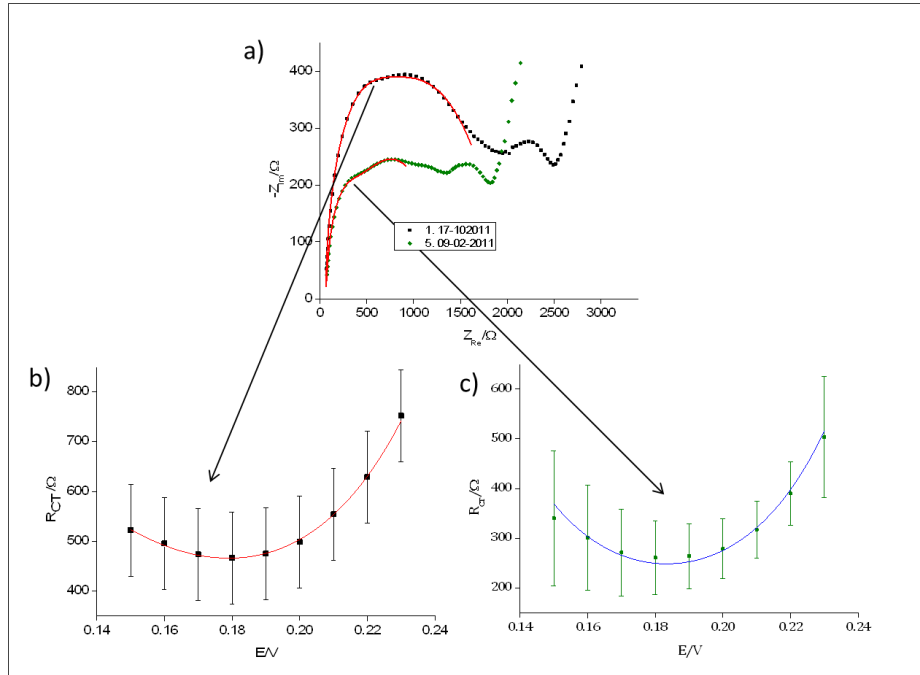 a)
400
300
200
100
0
-Z_Im/Ω
1. 17-102011
5. 09-02-2011
0 500 1000 1500 2000 2500 3000
Z_Re/Ω
b)
800
700
600
500
400
R_CT/Ω
0.14 0.16 0.18 0.20 0.22 0.24
E/V
c)
600
500
400
300
200
R_CT/Ω
0.14 0.16 0.18 0.20 0.22 0.24
E/V